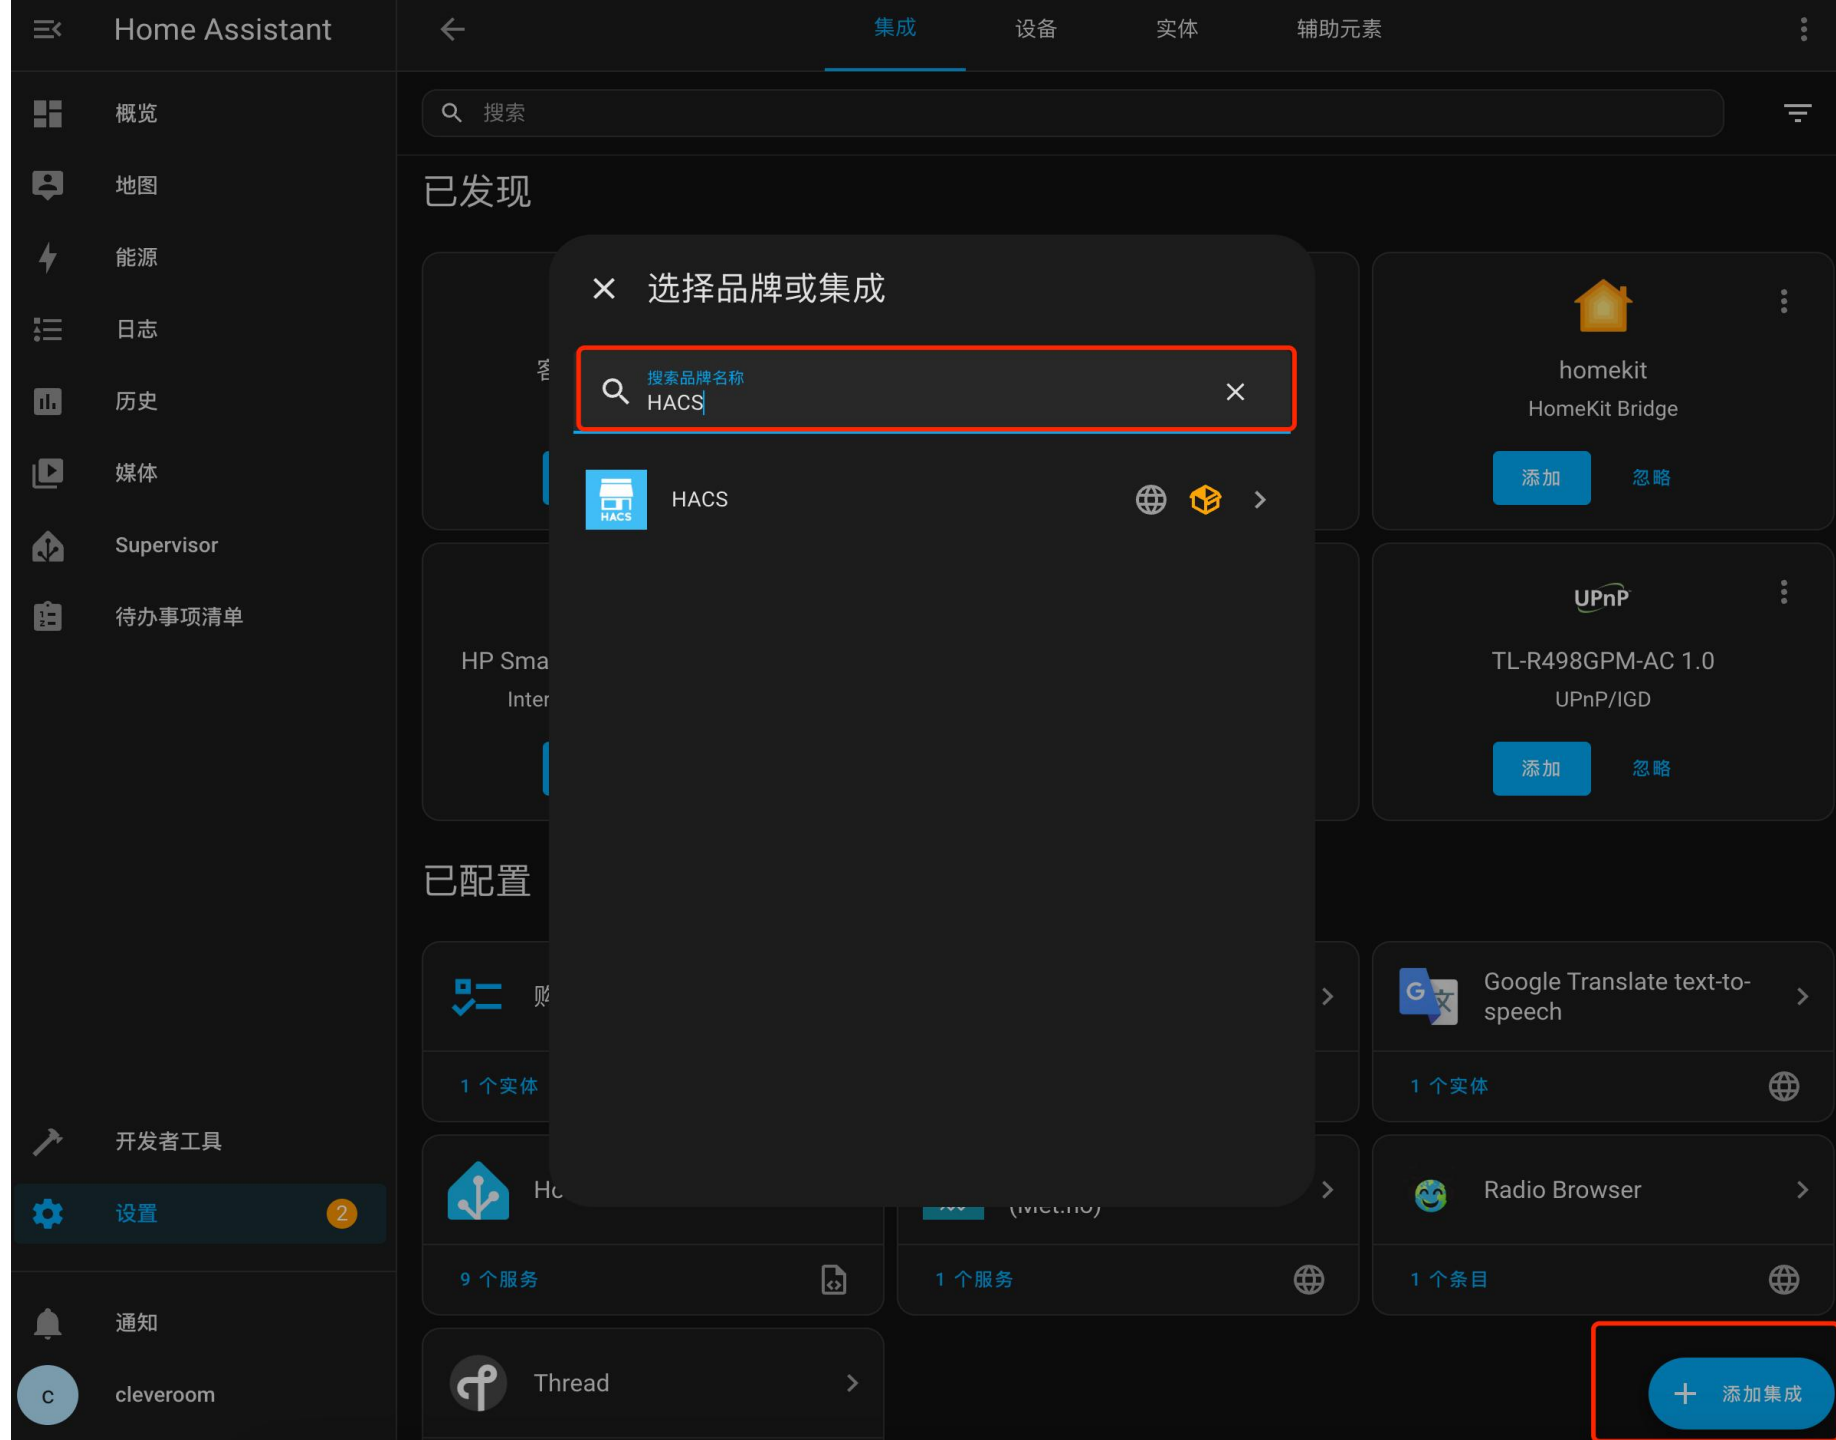 Home Assistant
集成
设备
实体
辅助元素
概览
地图
能源
日志
历史
媒体
Supervisor
待办事项清单
开发者工具
设置
2
通知
c
cleveroom
搜索
已发现
选择品牌或集成
搜索品牌名称
HACS
HACS
HACS
客
homekit
HomeKit Bridge
添加
忽略
HP Sma
Inter
UPnP
TL-R498GPM-AC 1.0
UPnP/IGD
添加
忽略
已配置
购
1 个实体
G 文
Google Translate text-to-
speech
1 个实体
Ho
9 个服务
(Met.no)
1 个服务
Radio Browser
1 个条目
Thread
添加集成